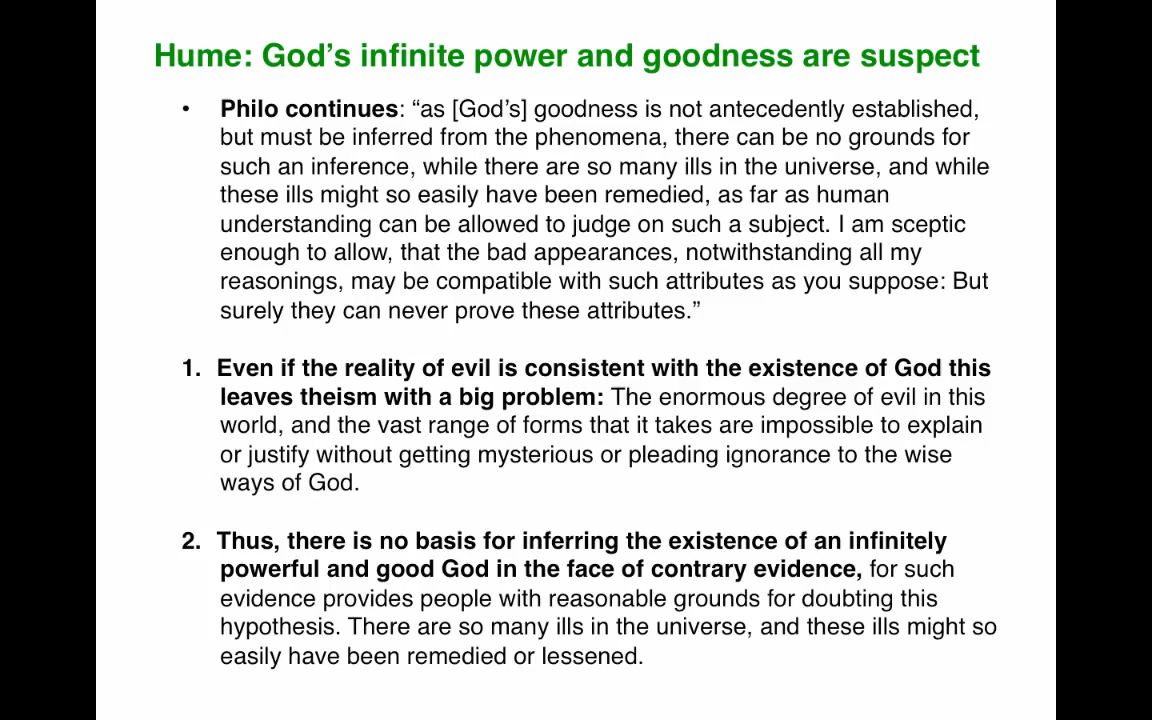 Hume: God’s infinite power and goodness are suspect
• Philo continues: “as [God’s] goodness is not antecedently established,
but must be inferred from the phenomena, there can be no grounds for
such an inference, while there are so many ills in the universe, and while
these ills might so easily have been remedied, as far as human
understanding can be allowed to judge on such a subject. I am sceptic
enough to allow, that the bad appearances, notwithstanding all my
reasonings, may be compatible with such attributes as you suppose: But
surely they can never prove these attributes.”
1. Even if the reality of evil is consistent with the existence of God this
leaves theism with a big problem: The enormous degree of evil in this
world, and the vast range of forms that it takes are impossible to explain
or justify without getting mysterious or pleading ignorance to the wise
ways of God.
2. Thus, there is no basis for inferring the existence of an infinitely
powerful and good God in the face of contrary evidence, for such
evidence provides people with reasonable grounds for doubting this
hypothesis. There are so many ills in the universe, and these ills might so
easily have been remedied or lessened.